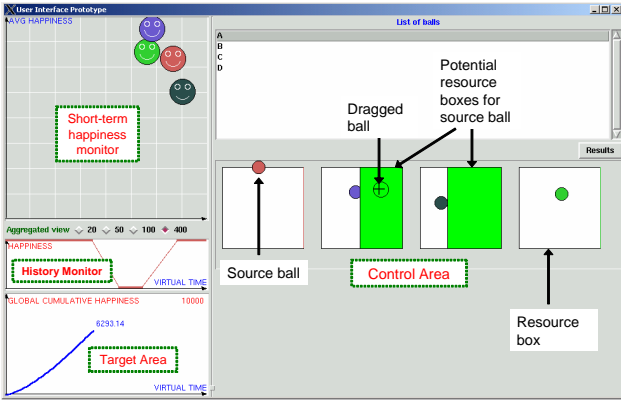 User Interface Prototype
AVG HAPPINESS
Short-term
happiness
monitor
Aggregated view
20
50
100
400
HAPPINESS
History Monitor
VIRTUAL TIME
GLOBAL CUMULATIVE HAPPINESS
10000
6293.14
Target Area
VIRTUAL TIME
List of balls
A
B
C
D
Dragged
ball
Potential
resource
boxes for
source ball
Results
Source ball
Control Area
Resource
box